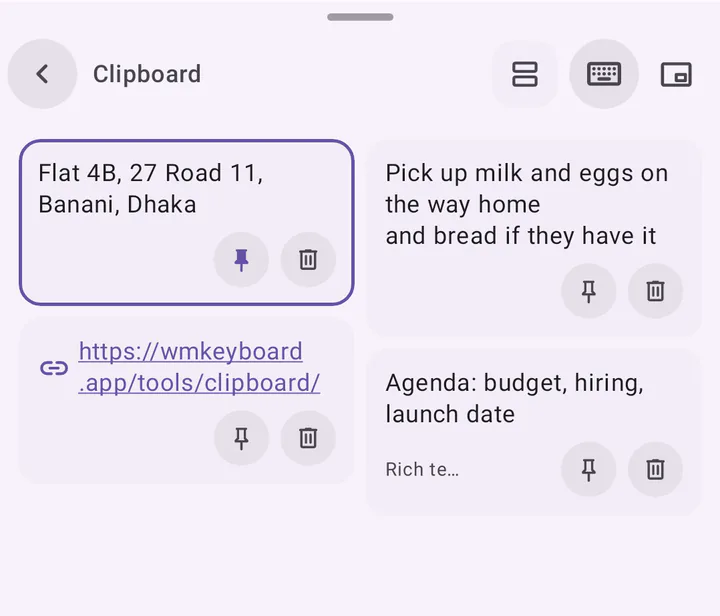 Clipboard
Flat 4B, 27 Road 11,
Banani, Dhaka
Pick up milk and eggs on
the way home
and bread if they have it
https://wmkeyboard
.app/tools/clipboard/
Agenda: budget, hiring,
launch date
Rich te…